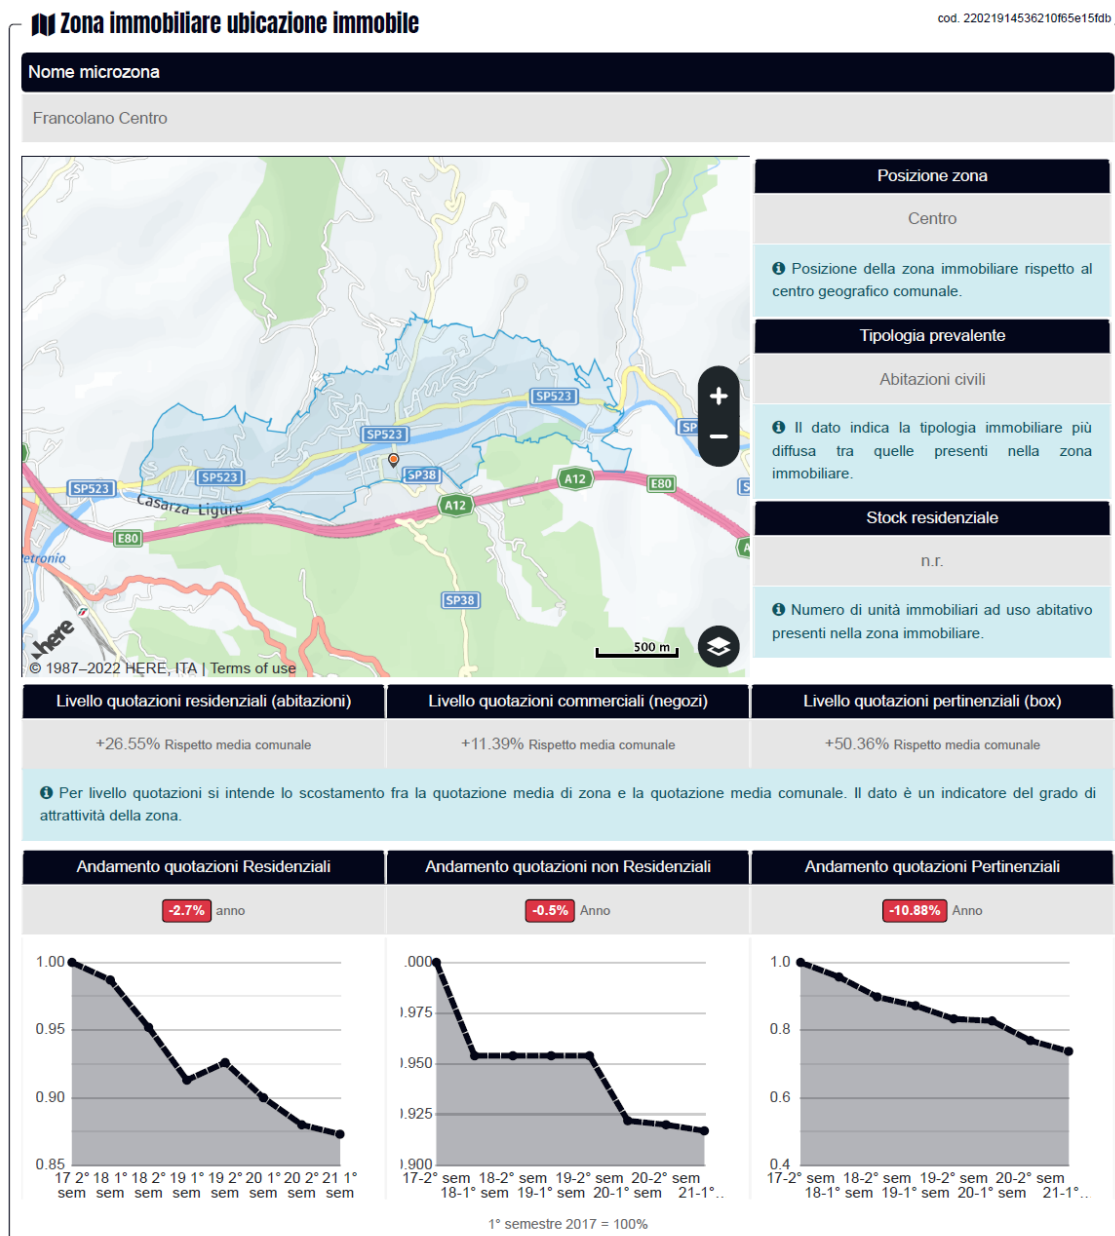 Zona immobiliare ubicazione immobile
cod. 22021914536210f65e15fdb
Nome microzona
Francolano Centro
SP523
SP
SP523
SP38
SP523
SP523
A12
E80
A12
Casarza Ligure
E80
etronio
SP38
here
500 m
© 1987–2022 HERE, ITA | Terms of use
Posizione zona
Centro
Posizione della zona immobiliare rispetto al
centro geografico comunale.
Tipologia prevalente
Abitazioni civili
Il dato indica la tipologia immobiliare più
diffusa tra quelle presenti nella zona
immobiliare.
Stock residenziale
n.r.
Numero di unità immobiliari ad uso abitativo
presenti nella zona immobiliare.
Livello quotazioni residenziali (abitazioni)
Livello quotazioni commerciali (negozi)
Livello quotazioni pertinenziali (box)
+26.55% Rispetto media comunale
+11.39% Rispetto media comunale
+50.36% Rispetto media comunale
Per livello quotazioni si intende lo scostamento fra la quotazione media di zona e la quotazione media comunale. Il dato è un indicatore del grado di
attrattività della zona.
Andamento quotazioni Residenziali
Andamento quotazioni non Residenziali
Andamento quotazioni Pertinenziali
-2.7% anno
-0.5% Anno
-10.88% Anno
1.00
0.95
0.90
0.85
17 2° sem
18 1° sem
18 2° sem
19 1° sem
19 2° sem
20 1° sem
20 2° sem
21 1° sem
.000
.975
.950
.925
.900
17-2° sem 18-2° sem 19-2° sem 20-2° sem
18-1° sem 19-1° sem 20-1° sem 21-1°..
1.0
0.8
0.6
0.4
17-2° sem 18-2° sem 19-2° sem 20-2° sem
18-1° sem 19-1° sem 20-1° sem 21-1°...
1° semestre 2017 = 100%